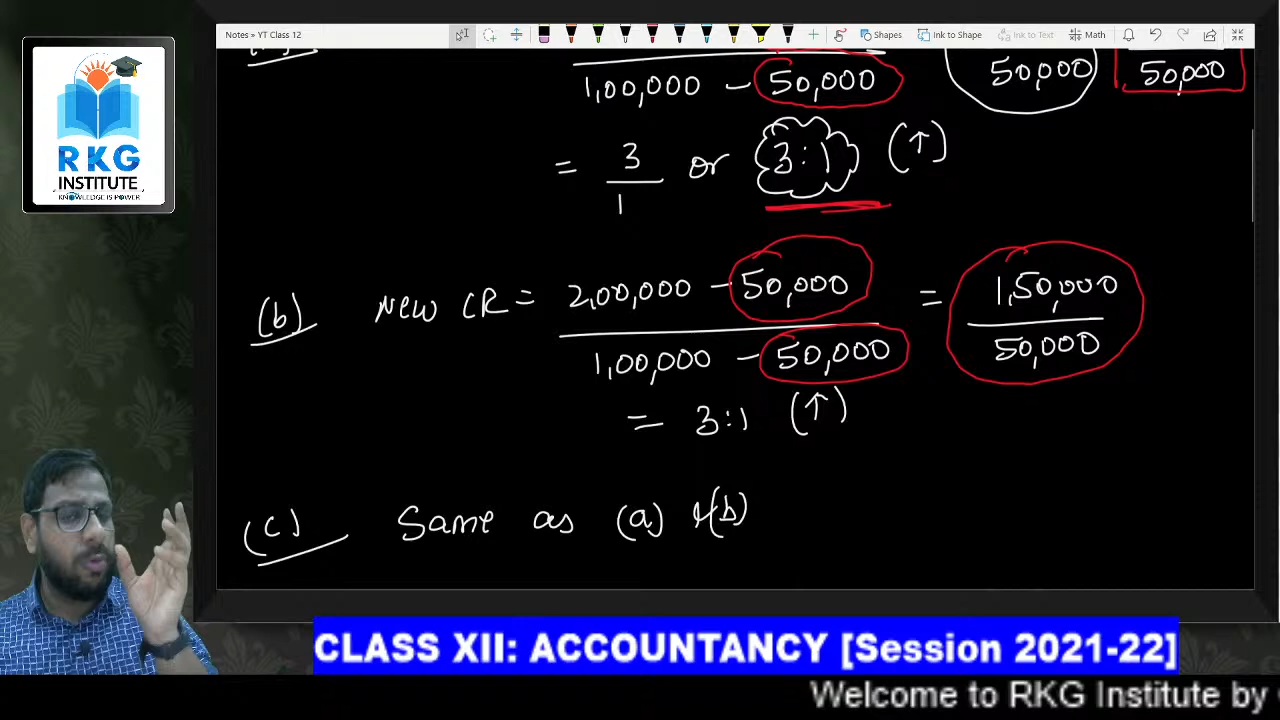 Notes » YT Class 12
Shapes
Ink to Shape
Ink to Text
Math
1,00,000 - 50,000
50,000
50,000
= 3/1 or 3:1 (↑)
RKG
INSTITUTE
KNOWLEDGE IS POWER
(b) New CR = 2,00,000 - 50,000 = 1,50,000
1,00,000 - 50,000 50,000
= 3:1 (↑)
(c) Same as (a) &(b)
CLASS XII: ACCOUNTANCY [Session 2021-22]
Welcome to RKG Institute by